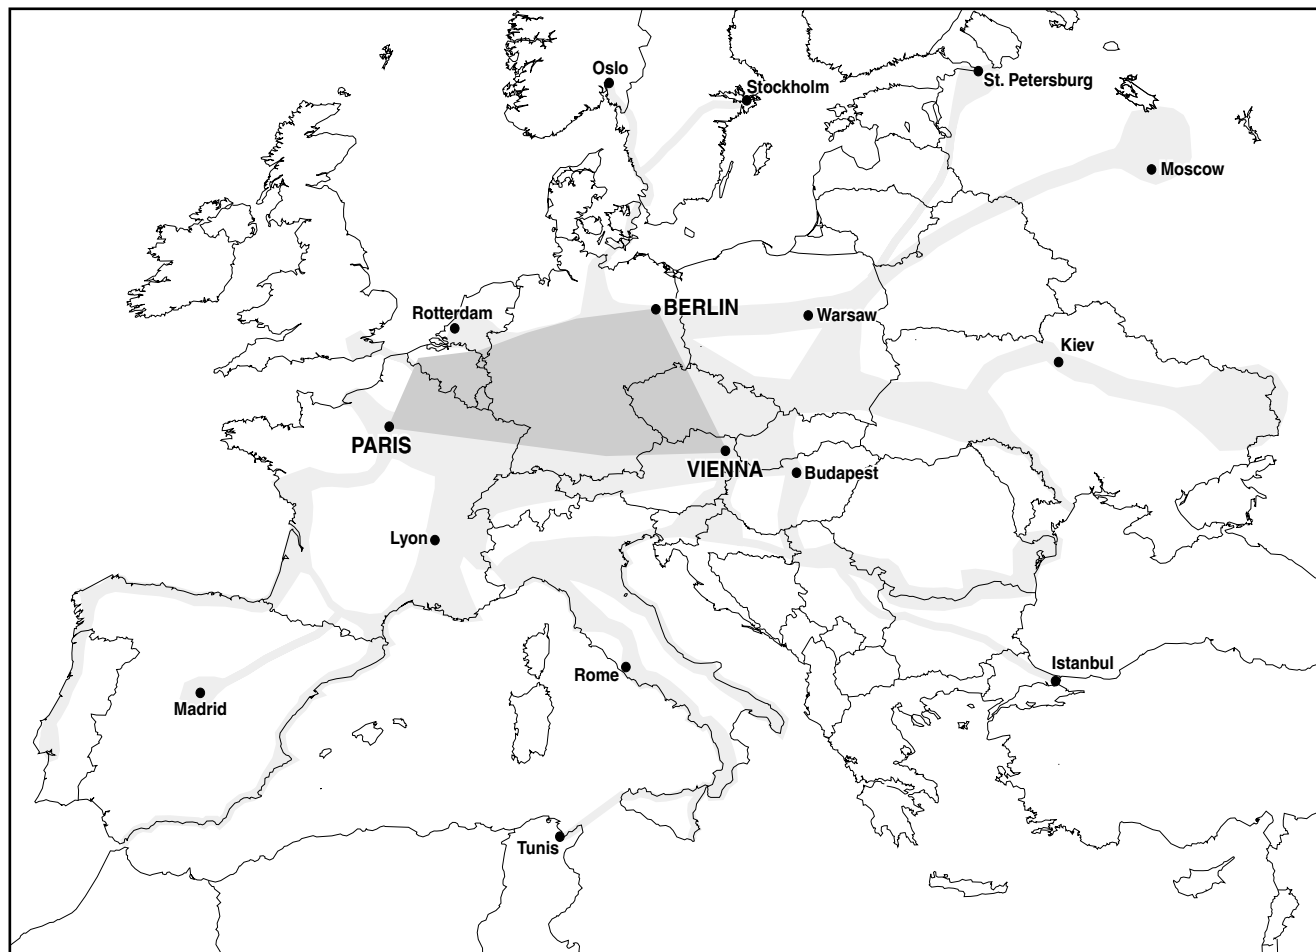 Oslo
Stockholm
St. Petersburg
Moscow
BERLIN
Rotterdam
Warsaw
Kiev
PARIS
VIENNA
Budapest
Lyon
Rome
Istanbul
Madrid
Tunis